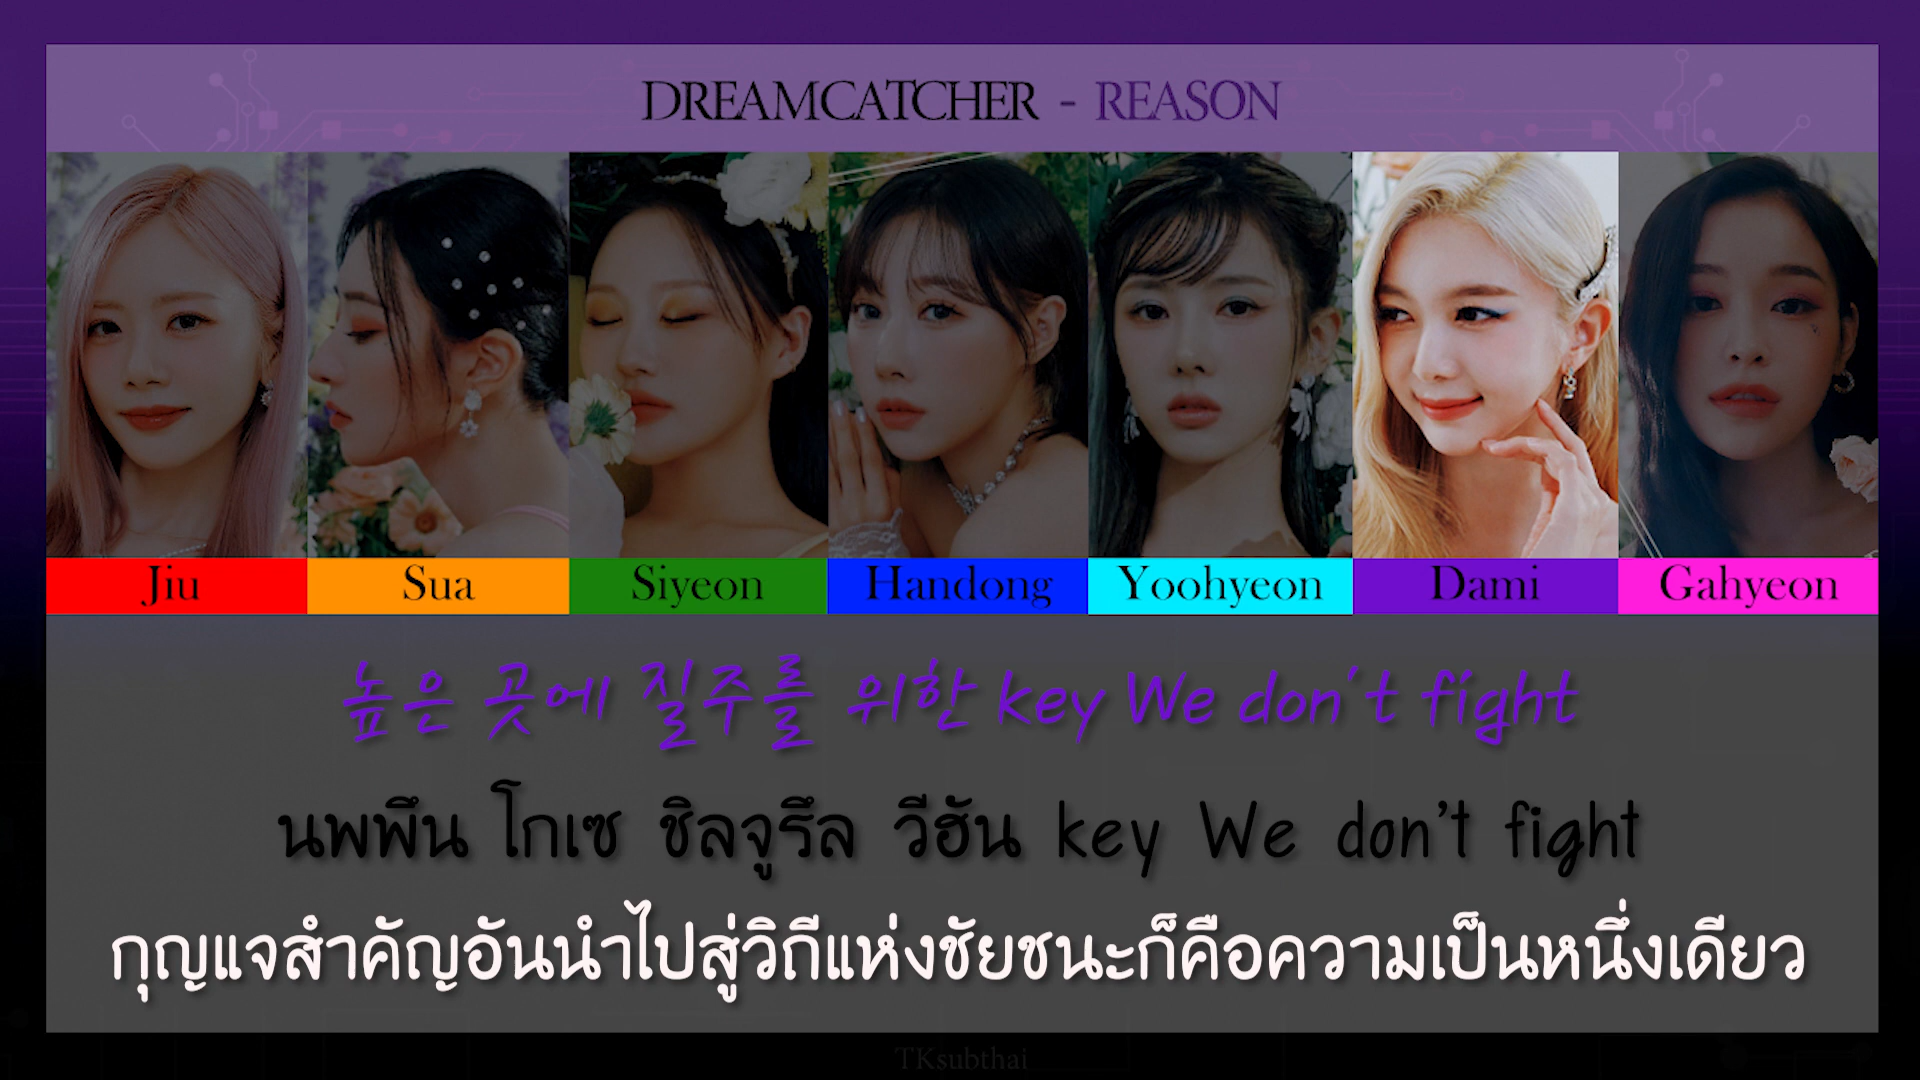 DREAMCATCHER - REASON
Jiu Sua Siyeon Handong Yoohyeon Dami Gahyeon
높은 곳에 질주를 위한 key We don't fight
นพพึน โกเซ ชิลจูรึล วีฮัน key We don't fight
กุญแจสำคัญอันนำไปสู่วิถีแห่งชัยชนะก็คือความเป็นหนึ่งเดียว
TKsubthai